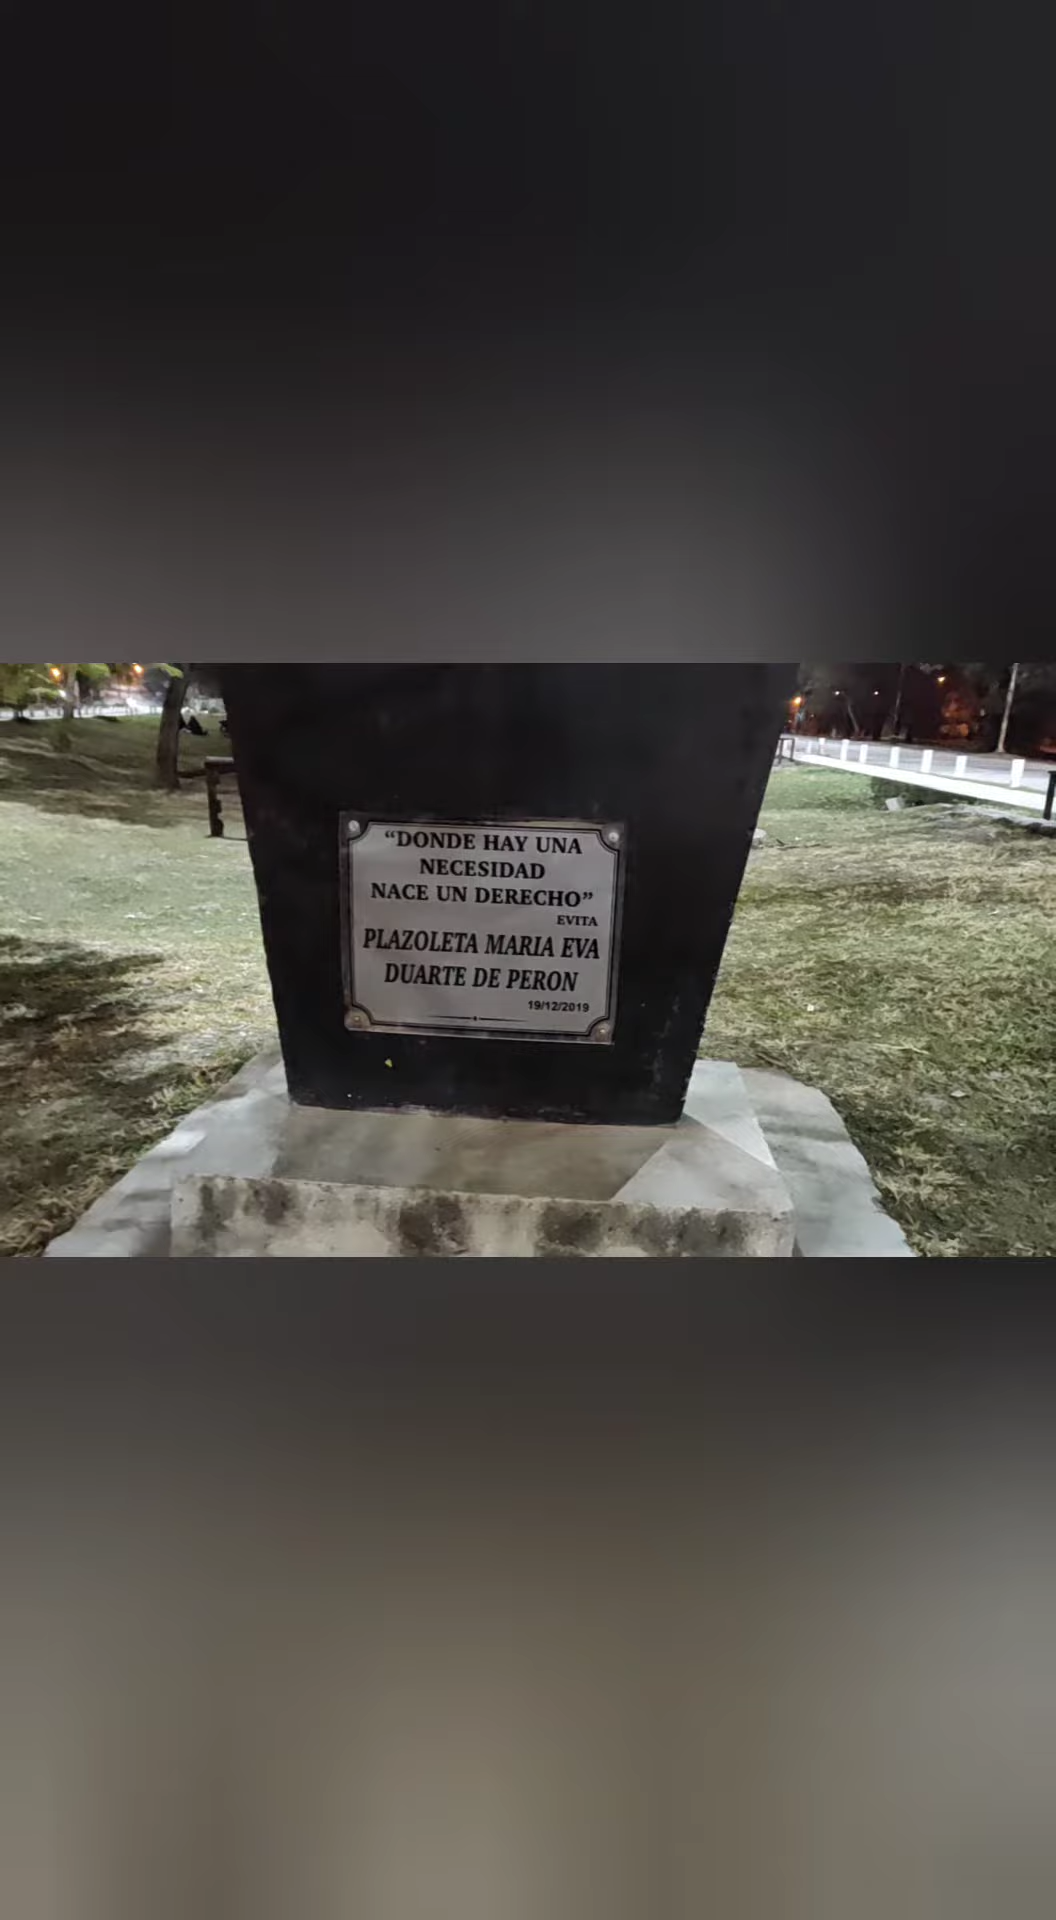 “DONDE HAY UNA
NECESIDAD
NACE UN DERECHO”
EVITA
PLAZOLETA MARIA EVA
DUARTE DE PERON
19/12/2019